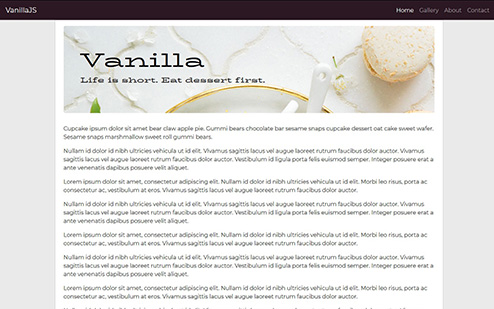 VanillaJS
Home Gallery About Contact
Vanilla
Life is short. Eat dessert first.
Cupcake ipsum dolor sit amet bear claw apple pie. Gummi bears chocolate bar sesame snaps cupcake dessert oat cake sweet wafer.
Sesame snaps marshmallow sweet roll gummi bears.
Nullam id dolor id nibh ultricies vehicula ut id elit. Vivamus sagittis lacus vel augue laoreet rutrum faucibus dolor auctor. Vivamus
sagittis lacus vel augue laoreet rutrum faucibus dolor auctor. Vestibulum id ligula porta felis euismod semper. Integer posuere erat a
ante venenatis dapibus posuere velit aliquet.
Lorem ipsum dolor sit amet, consectetur adipiscing elit. Nullam id dolor id nibh ultricies vehicula ut id elit. Morbi leo risus, porta ac
consectetur ac, vestibulum at eros. Vivamus sagittis lacus vel augue laoreet rutrum faucibus dolor auctor.
Nullam id dolor id nibh ultricies vehicula ut id elit. Vivamus sagittis lacus vel augue laoreet rutrum faucibus dolor auctor. Vivamus
sagittis lacus vel augue laoreet rutrum faucibus dolor auctor. Vestibulum id ligula porta felis euismod semper. Integer posuere erat a
ante venenatis dapibus posuere velit aliquet.
Lorem ipsum dolor sit amet, consectetur adipiscing elit. Nullam id dolor id nibh ultricies vehicula ut id elit. Morbi leo risus, porta ac
consectetur ac, vestibulum at eros. Vivamus sagittis lacus vel augue laoreet rutrum faucibus dolor auctor.
Nullam id dolor id nibh ultricies vehicula ut id elit. Vivamus sagittis lacus vel augue laoreet rutrum faucibus dolor auctor. Vivamus
sagittis lacus vel augue laoreet rutrum faucibus dolor auctor. Vestibulum id ligula porta felis euismod semper. Integer posuere erat a
ante venenatis dapibus posuere velit aliquet.
Lorem ipsum dolor sit amet, consectetur adipiscing elit. Nullam id dolor id nibh ultricies vehicula ut id elit. Morbi leo risus, porta ac
consectetur ac, vestibulum at eros. Vivamus sagittis lacus vel augue laoreet rutrum faucibus dolor auctor.